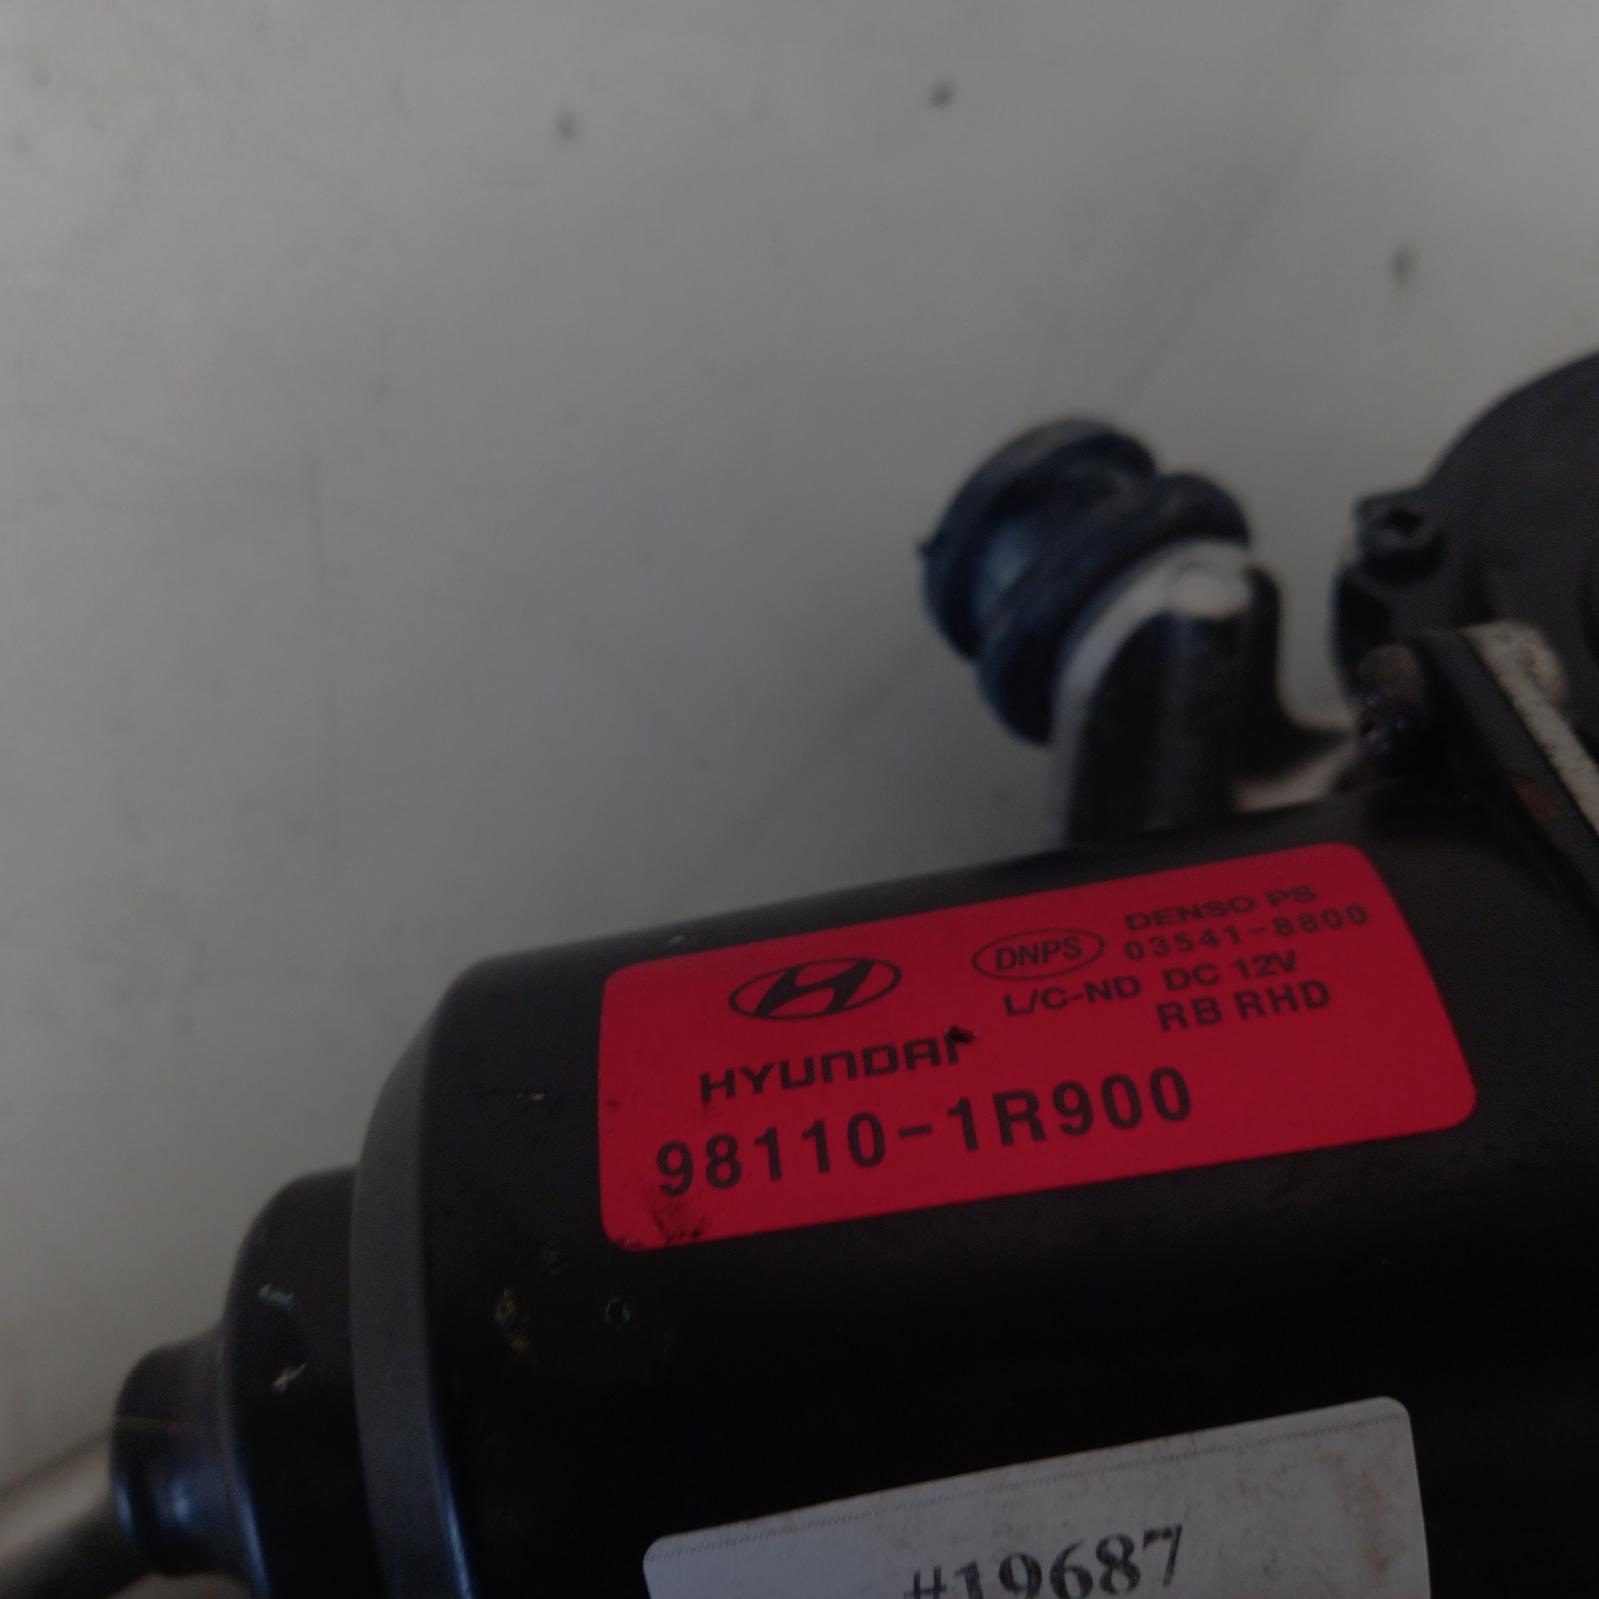 HYUNDAI
DNPS
DENSO PS
03541-8800
L/C-ND DC 12V
RB RHD
98110-1R900
#19687